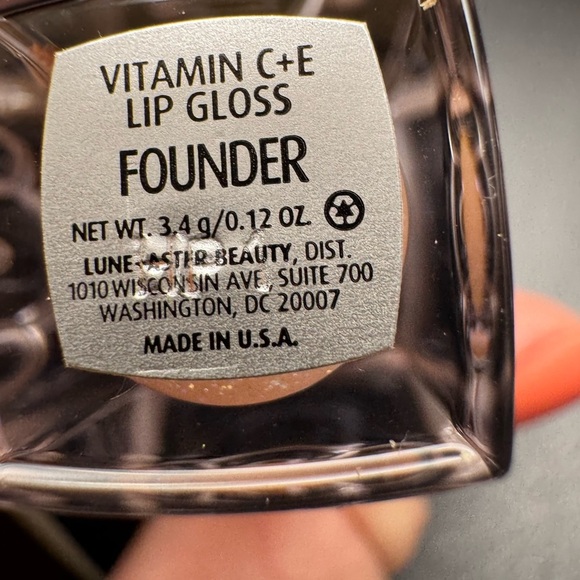 VITAMIN C+E
LIP GLOSS
FOUNDER
NET WT. 3.4 g/0.12 OZ.
LUNE+ASTER BEAUTY, DIST.
1010 WISCONSIN AVE, SUITE 700
WASHINGTON, DC 20007
MADE IN U.S.A.